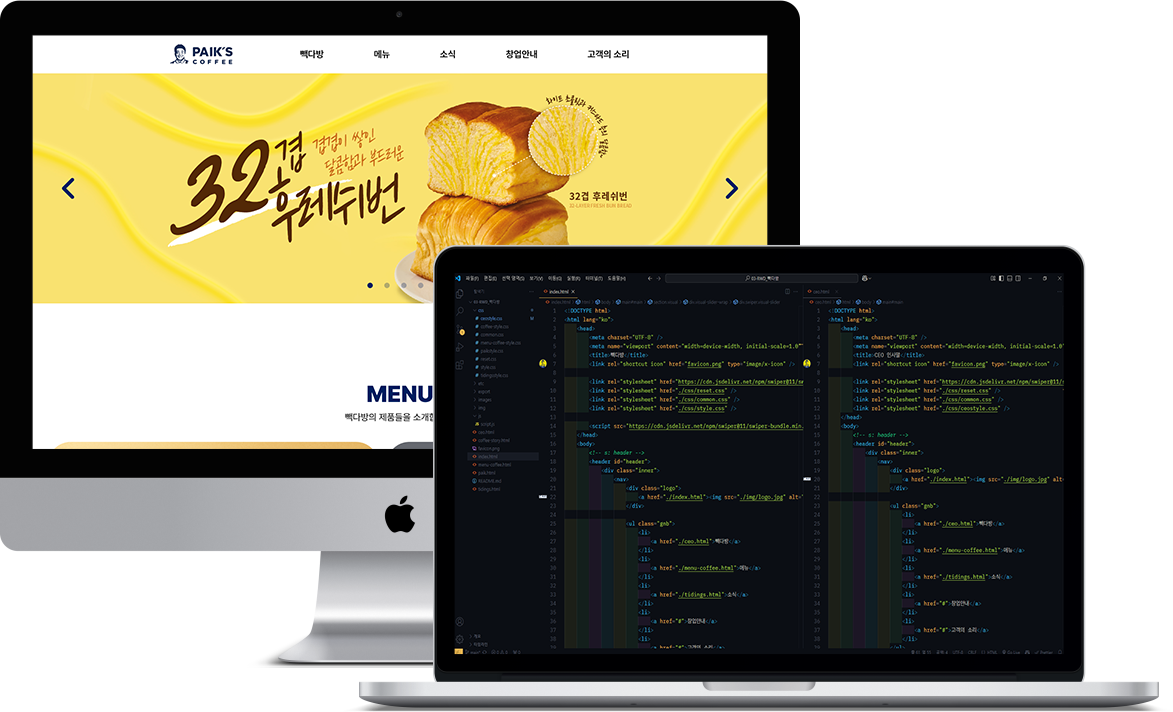 PAIK'S
COFFEE
빽다방
메뉴
소식
창업안내
고객의 소리
32겹
후레쉬번
겹겹이 쌓인
달콤함과 부드러운
32겹 후레쉬번
MENU
빽다방의 제품들을 소개합
index.html
<!DOCTYPE html>
<html lang="ko">
<head>
<meta charset="UTF-8" />
<meta name="viewport" content="width=device-width, initial-scale=1.0"
<title>빽다방</title>
<link rel="shortcut icon" href="favicon.png" type="image/x-icon" />
<link rel="stylesheet" href="https://cdn.jsdelivr.net/npm/swiper@11/s
<link rel="stylesheet" href="./css/reset.css" />
<link rel="stylesheet" href="./css/common.css" />
<link rel="stylesheet" href="./css/style.css" />
<script src="https://cdn.jsdelivr.net/npm/swiper@11/swiper-bundle.min.
</head>
<body>
<!-- s: header -->
<header id="header">
<div class="inner">
<nav>
<div class="logo">
<a href="./index.html"><img src="./img/logo.jpg" alt="
</div>
<ul class="gnb">
<li>
<a href="./ceo.html">빽다방</a>
</li>
<li>
<a href="./menu-coffee.html">메뉴</a>
</li>
<li>
<a href="./tidings.html">소식</a>
</li>
<li>
<a href="#">창업안내</a>
</li>
<li>
<a href="#">고객의 소리</a>
<!DOCTYPE html>
<html lang="ko">
<head>
<meta charset="UTF-8" />
<meta name="viewport" content="width=device-width, initial-scale=1.0"
<title>CEO 인사말</title>
<link rel="shortcut icon" href="favicon.png" type="image/x-icon" />
<link rel="stylesheet" href="https://cdn.jsdelivr.net/npm/swiper@11/s
<link rel="stylesheet" href="./css/reset.css" />
<link rel="stylesheet" href="./css/common.css" />
<link rel="stylesheet" href="./css/ceostyle.css" />
</head>
<body>
<!-- s: header -->
<header id="header">
<div class="inner">
<nav>
<div class="logo">
<a href="./index.html"><img src="./img/logo.jpg" alt=
</div>
<ul class="gnb">
<li>
<a href="./ceo.html">빽다방</a>
</li>
<li>
<a href="./menu-coffee.html">메뉴</a>
</li>
<li>
<a href="./tidings.html">소식</a>
</li>
<li>
<a href="#">창업안내</a>
</li>
<li>
<a href="#">고객의 소리</a>
</li>